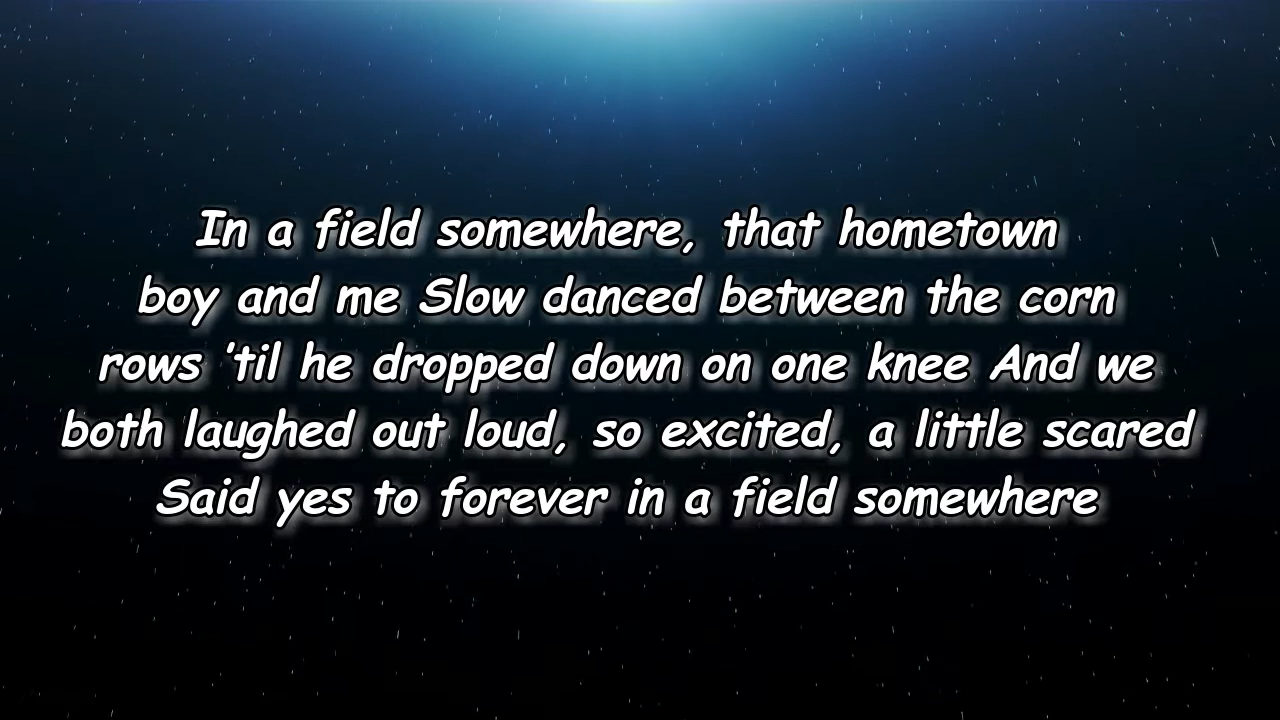 In a field somewhere, that hometown
boy and me Slow danced between the corn
rows 'til he dropped down on one knee And we
both laughed out loud, so excited, a little scared
Said yes to forever in a field somewhere